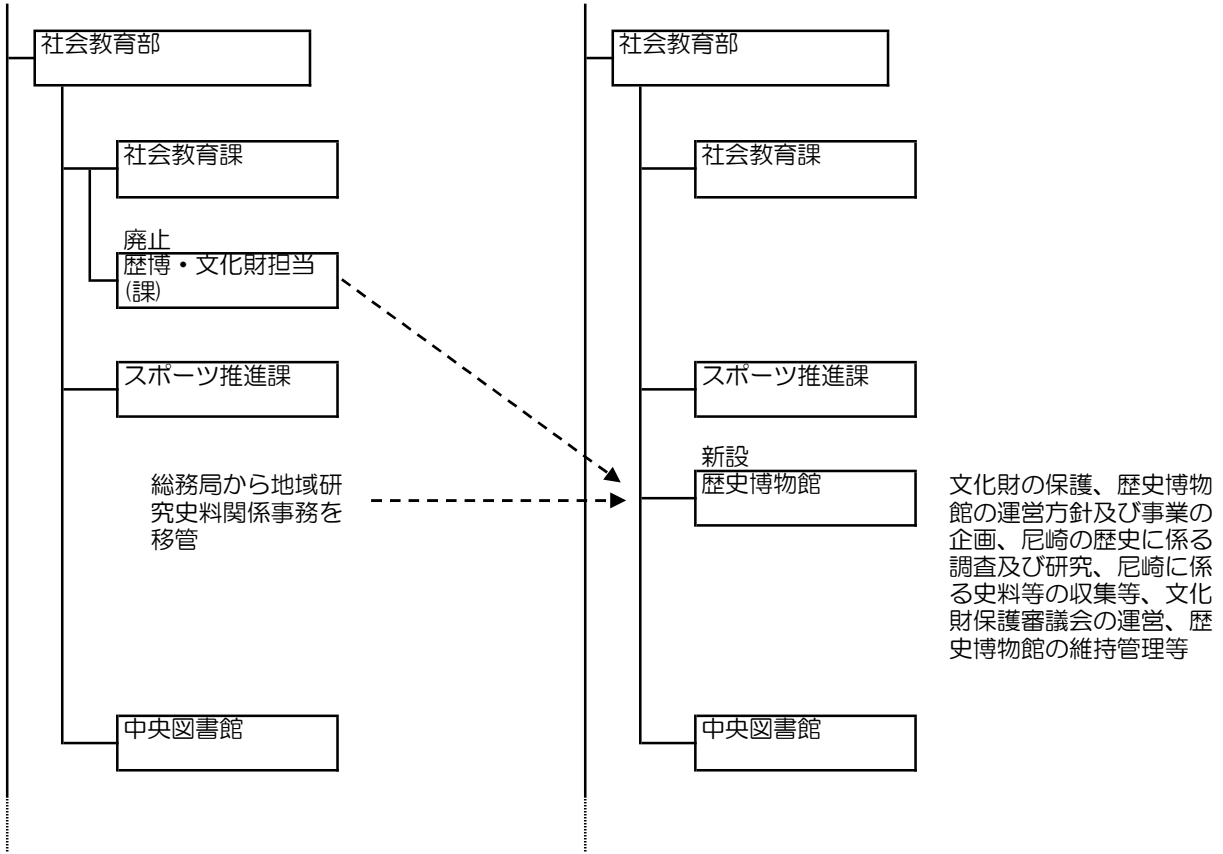 社会教育部
社会教育課
廃止
歴博・文化財担当
(課)
スポーツ推進課
総務局から地域研
究史料関係事務を
移管
中央図書館
社会教育部
社会教育課
スポーツ推進課
新設
歴史博物館
文化財の保護、歴史博物
館の運営方針及び事業の
企画、尼崎の歴史に係る
調査及び研究、尼崎に係
る史料等の収集等、文化
財保護審議会の運営、歴
史博物館の維持管理等
中央図書館